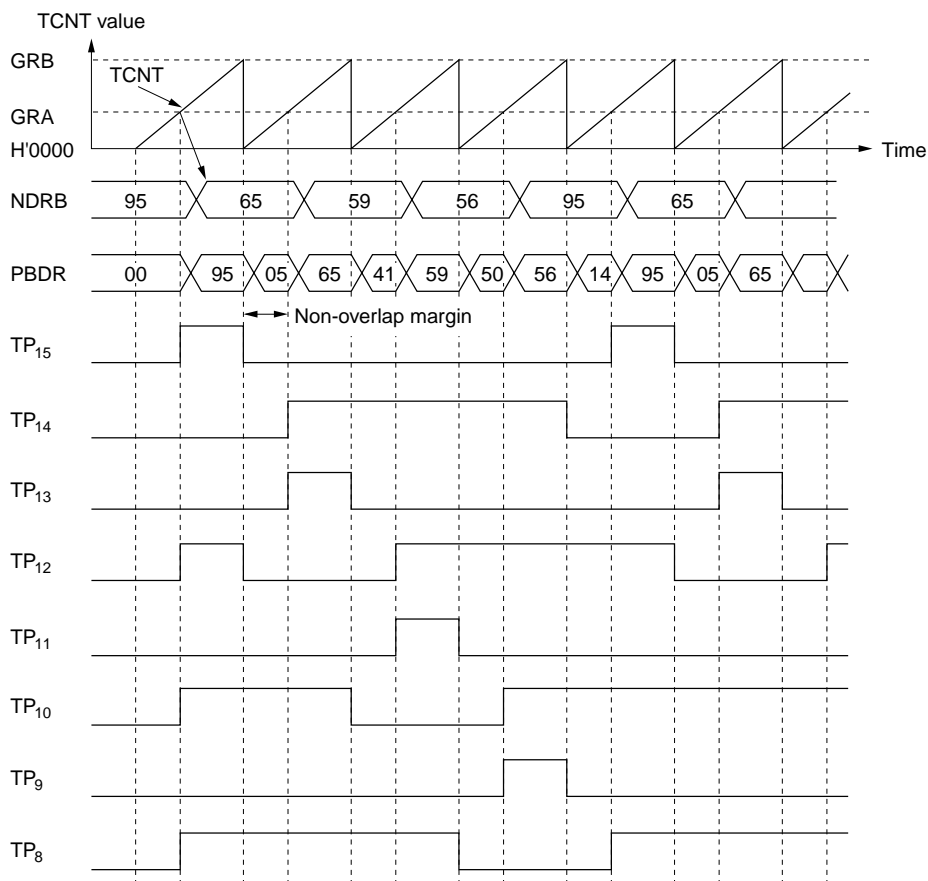 TCNT value
GRB
TCNT
GRA
H'0000
Time
NDRB 95 65 59 56 95 65
PBDR 00 95 05 65 41 59 50 56 14 95 05 65
Non-overlap margin
TP15
TP14
TP13
TP12
TP11
TP10
TP9
TP8